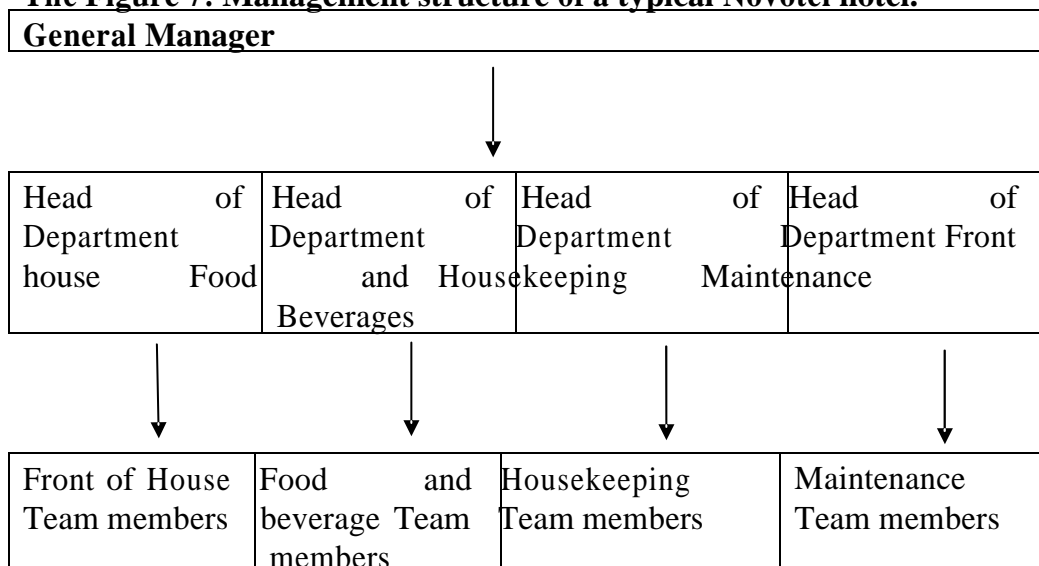 The Figure 7. Management structure of a typical Novotel hotel.
General Manager
Head of Head of Head of Head of
Department Department Department Department Front
house Food and Housekeeping Maintenance
Beverages
Front of House
Team members
Food and
beverage Team
members
Housekeeping
Team members
Maintenance
Team members